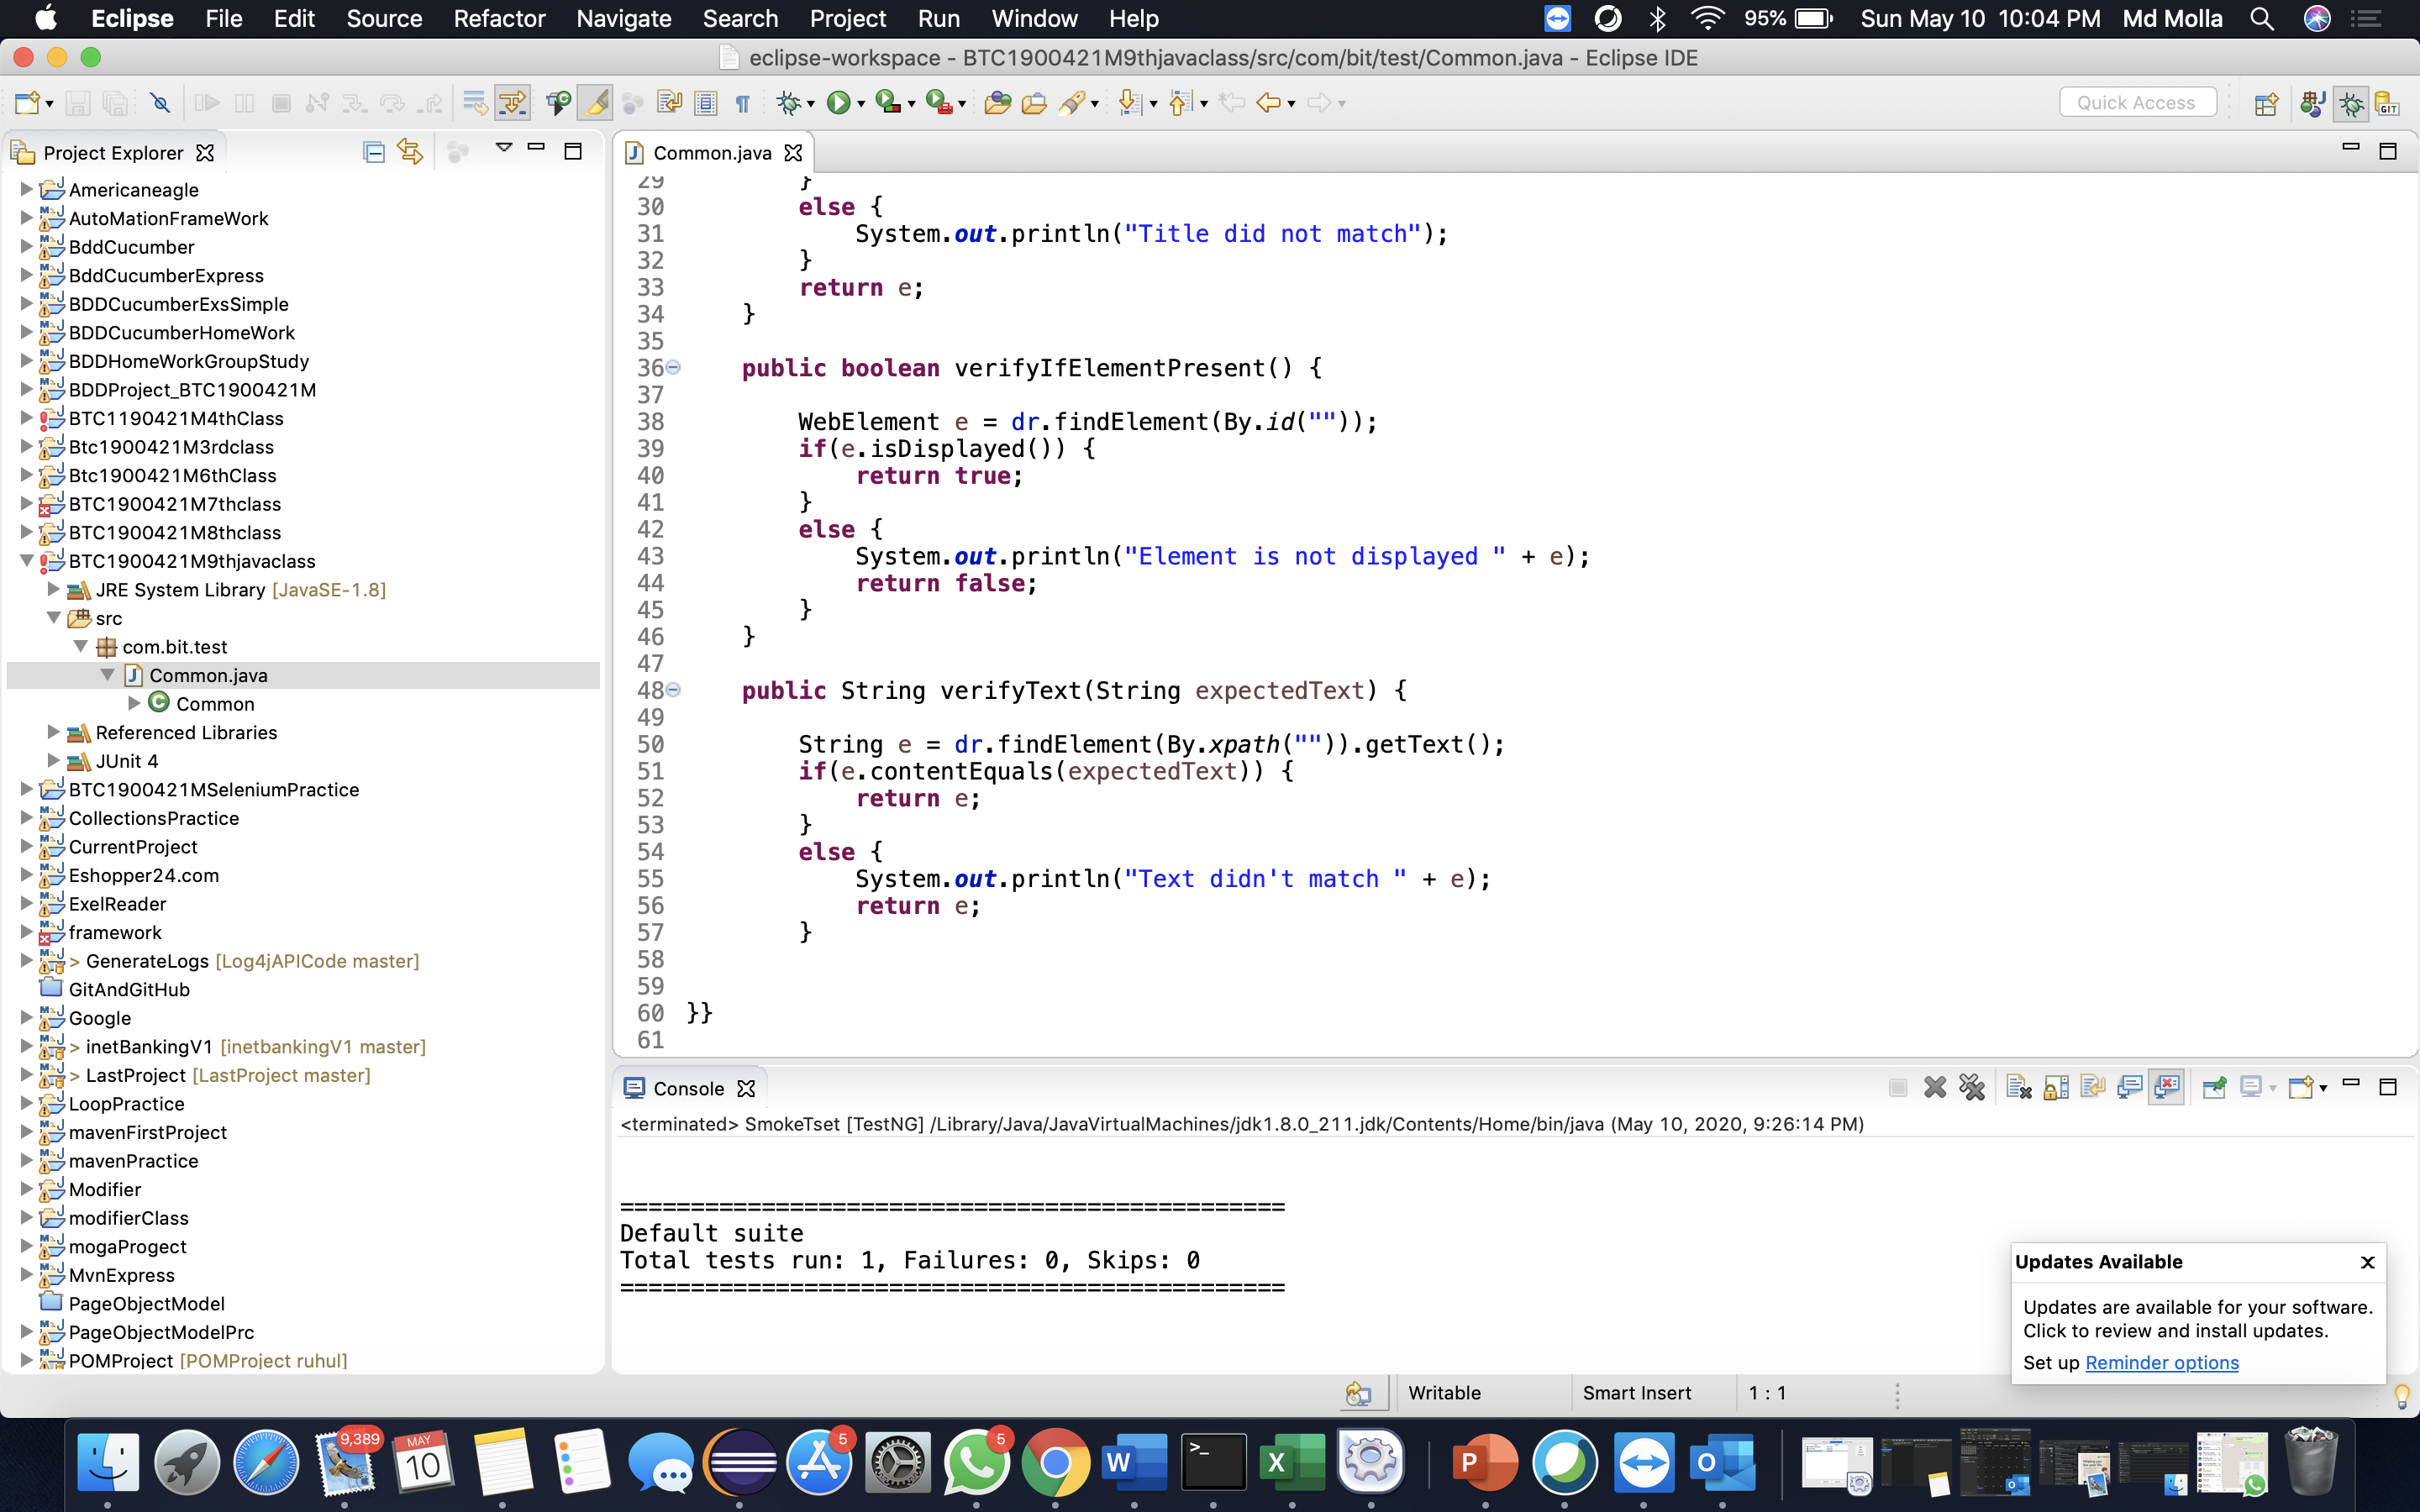 Eclipse File Edit Source Refactor Navigate Search Project Run Window Help 95% Sun May 10 10:04 PM Md Molla
eclipse-workspace - BTC1900421M9thjavaclass/src/com/bit/test/Common.java - Eclipse IDE
Quick Access
GIT
Project Explorer
Americaneagle
AutoMationFrameWork
BddCucumber
BddCucumberExpress
BDDCucumberExsSimple
BDDCucumberHomeWork
BDDHomeWorkGroupStudy
BDDProject_BTC1900421M
BTC1190421M4thClass
Btc1900421M3rdclass
Btc1900421M6thClass
BTC1900421M7thclass
BTC1900421M8thclass
BTC1900421M9thjavaclass
JRE System Library [JavaSE-1.8]
src
com.bit.test
Common.java
Common
Referenced Libraries
JUnit 4
BTC1900421MSeleniumPractice
CollectionsPractice
CurrentProject
Eshopper24.com
ExelReader
framework
> GenerateLogs [Log4jAPICode master]
GitAndGitHub
Google
> inetBankingV1 [inetbankingV1 master]
> LastProject [LastProject master]
LoopPractice
mavenFirstProject
mavenPractice
Modifier
modifierClass
mogaProgect
MvnExpress
PageObjectModel
PageObjectModelPrc
POMProject [POMProject ruhul]
Common.java
29 }
30 else {
31 System.out.println("Title did not match");
32 }
33 return e;
34 }
35
36 public boolean verifyIfElementPresent() {
37
38 WebElement e = dr.findElement(By.id(""));
39 if(e.isDisplayed()) {
40 return true;
41 }
42 else {
43 System.out.println("Element is not displayed " + e);
44 return false;
45 }
46 }
47
48 public String verifyText(String expectedText) {
49
50 String e = dr.findElement(By.xpath("")).getText();
51 if(e.contentEquals(expectedText)) {
52 return e;
53 }
54 else {
55 System.out.println("Text didn't match " + e);
56 return e;
57 }
58
59
60 }}
61
Console
<terminated> SmokeTset [TestNG] /Library/Java/JavaVirtualMachines/jdk1.8.0_211.jdk/Contents/Home/bin/java (May 10, 2020, 9:26:14 PM)
===============================================
Default suite
Total tests run: 1, Failures: 0, Skips: 0
===============================================
Updates Available
Updates are available for your software.
Click to review and install updates.
Set up Reminder options
Writable Smart Insert 1 : 1
9,389
MAY
10
5
5
W
>_
X
P
O